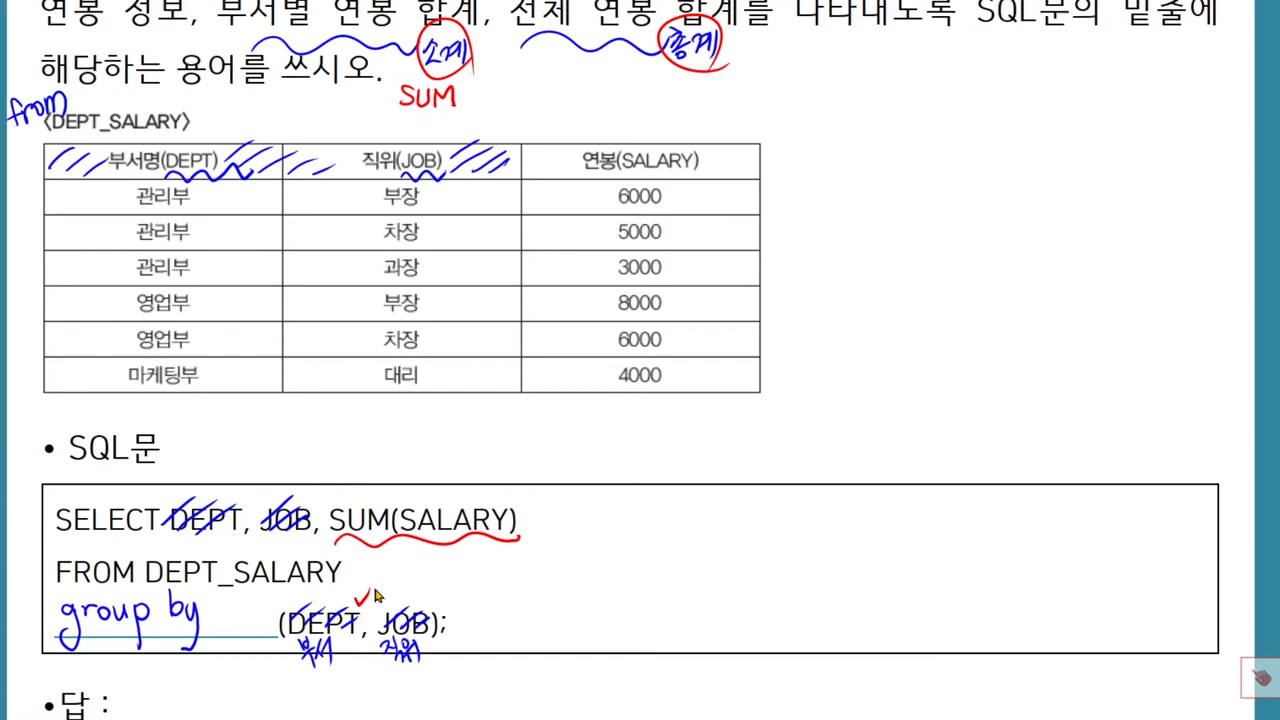 연봉 정보, 부서별 연봉 합계, 전체 연봉 합계를 나타내도록 SQL문의 밑줄에
소계 총계
해당하는 용어를 쓰시오.
SUM
from
〈DEPT_SALARY〉
부서명(DEPT) 직위(JOB) 연봉(SALARY)
관리부 부장 6000
관리부 차장 5000
관리부 과장 3000
영업부 부장 8000
영업부 차장 6000
마케팅부 대리 4000
• SQL문
SELECT DEPT, JOB, SUM(SALARY)
FROM DEPT_SALARY
group by (DEPT, JOB);
부서 직위
•답 :